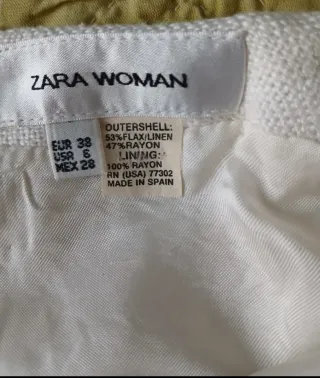 ZARA WOMAN
EUR 38
USA 6
MEX 28
OUTERSHELL:
53%FLAX/LINEN
47%RAYON
LINING:
100% RAYON
RN (USA) 77302
MADE IN SPAIN